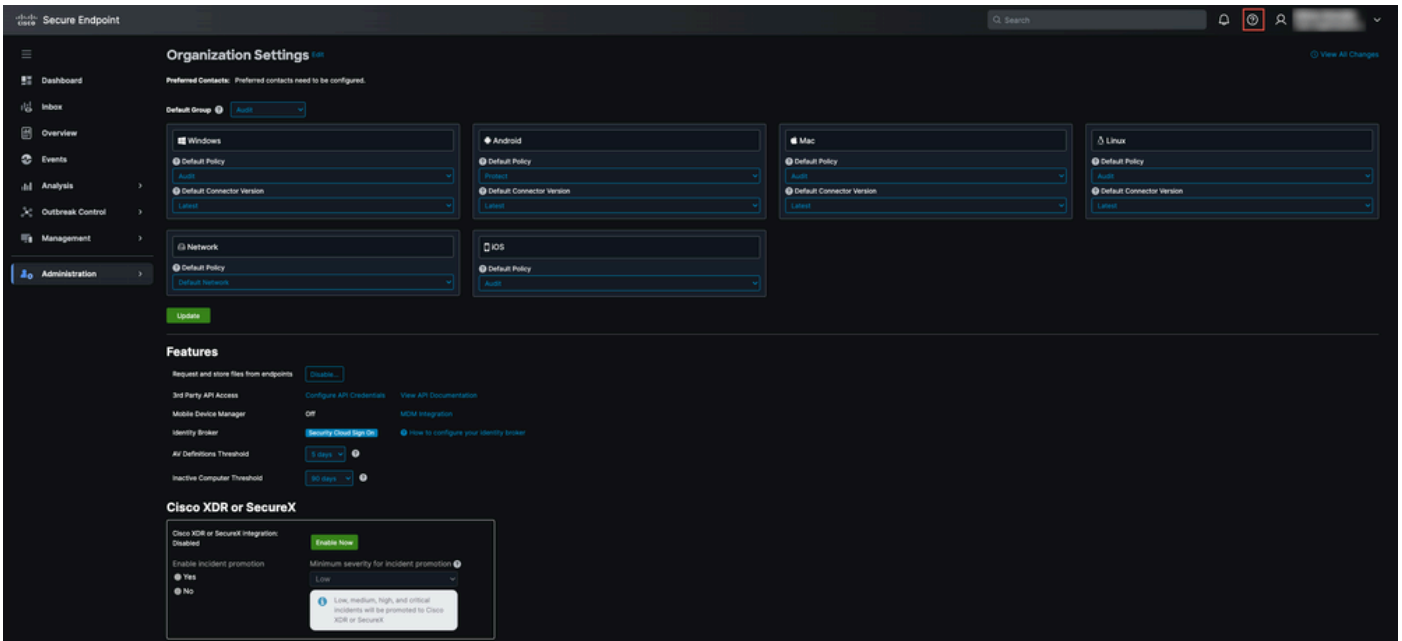 cisco Secure Endpoint
Search
Dashboard
Inbox
Overview
Events
Analysis
Outbreak Control
Management
Administration
Organization Settings Edit
View All Changes
Preferred Contacts: Preferred contacts need to be configured.
Default Group Audit
Windows
Default Policy
Audit
Default Connector Version
Latest
Android
Default Policy
Protect
Default Connector Version
Latest
Mac
Default Policy
Audit
Default Connector Version
Latest
Linux
Default Policy
Audit
Default Connector Version
Latest
Network
Default Policy
Default Network
iOS
Default Policy
Audit
Update
Features
Request and store files from endpoints Disable...
3rd Party API Access Configure API Credentials View API Documentation
Mobile Device Manager Off MDM Integration
Identity Broker Security Cloud Sign On How to configure your identity broker
AV Definitions Threshold 5 days
Inactive Computer Threshold 90 days
Cisco XDR or SecureX
Cisco XDR or SecureX Integration:
Disabled
Enable Now
Enable incident promotion
Yes
No
Minimum severity for incident promotion
Low
Low, medium, high, and critical
incidents will be promoted to Cisco
XDR or SecureX